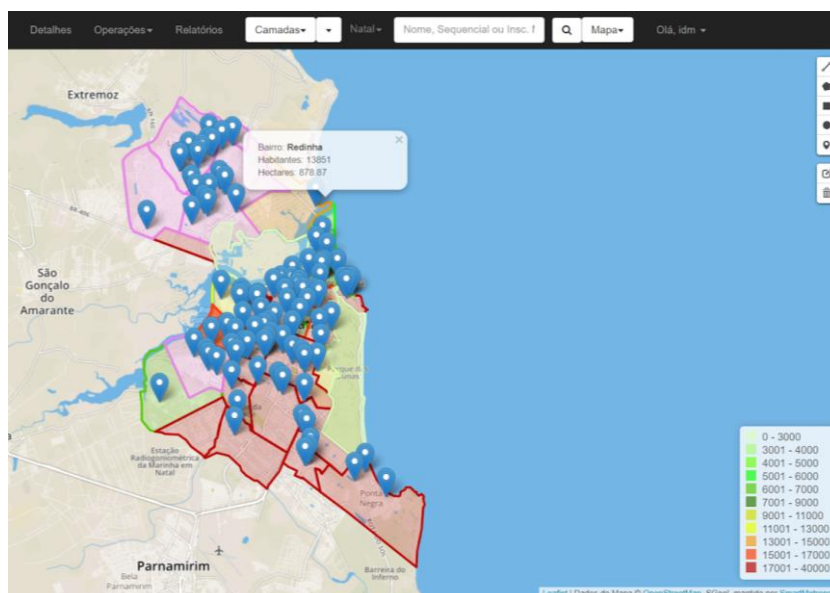 Detalhes Operações Relatórios Camadas Natal Nome, Sequencial ou Insc. I Mapa Olá, idm
Extremoz
Bairro: Redinha
Habitantes: 13851
Hectares: 878.87
São
Gonçalo
do
Amarante
Estação
Radiogoniométrica
da Marinha em
Natal
Ponta
Negra
Parnamirim
Bela
Parnamirim
Barreira do
Inferno
0 - 3000
3001 - 4000
4001 - 5000
5001 - 6000
6001 - 7000
7001 - 9000
9001 - 11000
11001 - 13000
13001 - 15000
15001 - 17000
17001 - 40000